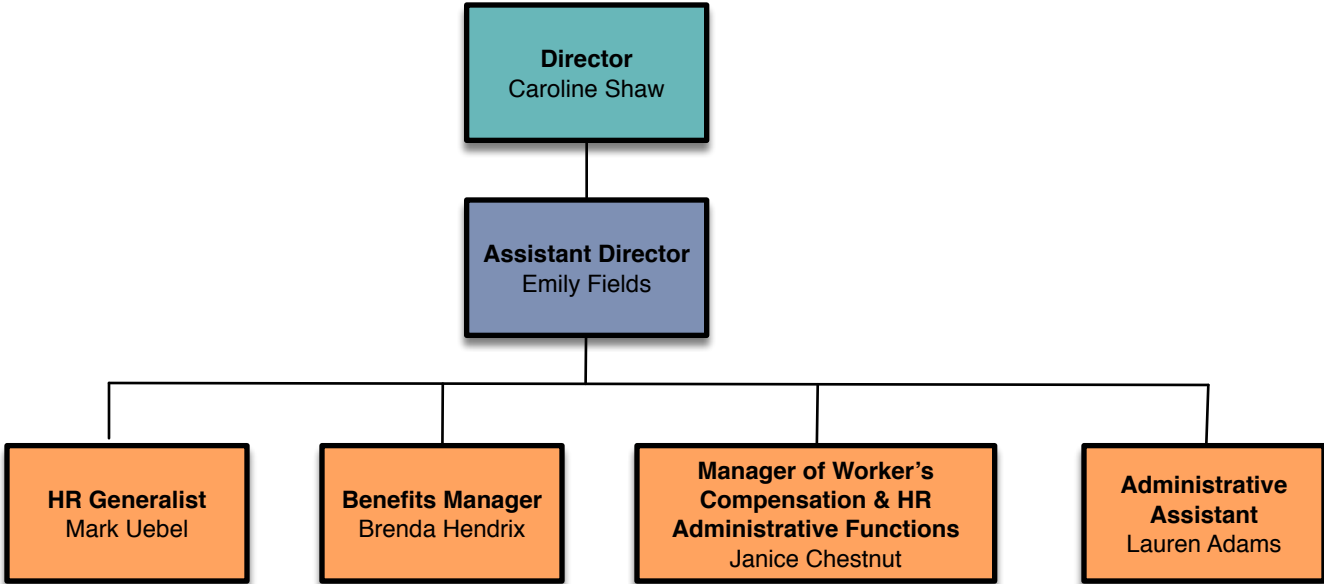 Director
Caroline Shaw
Assistant Director
Emily Fields
HR Generalist
Mark Uebel
Benefits Manager
Brenda Hendrix
Manager of Worker’s
Compensation & HR
Administrative Functions
Janice Chestnut
Administrative
Assistant
Lauren Adams